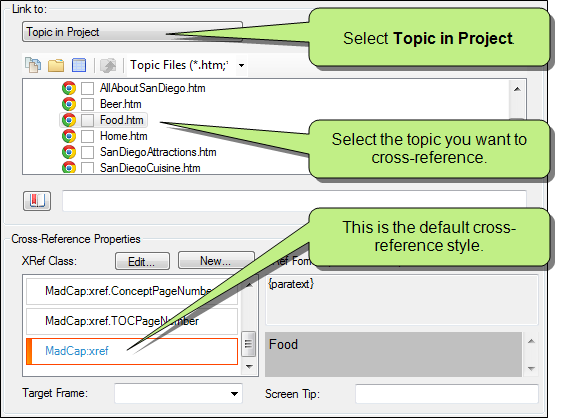 Link to:
Topic in Project
Select Topic in Project.
Topic Files (*.htm;*
AllAboutSanDiego.htm
Beer.htm
Food.htm
Home.htm
SanDiegoAttractions.htm
SanDiegoCuisine.htm
Select the topic you want to
cross-reference.
This is the default cross-
reference style.
Cross-Reference Properties
XRef Class:
Edit...
New...
MadCap:xref.ConceptPageNumber
{paratext}
MadCap:xref.TOCPageNumber
MadCap:xref
Food
Target Frame:
Screen Tip: